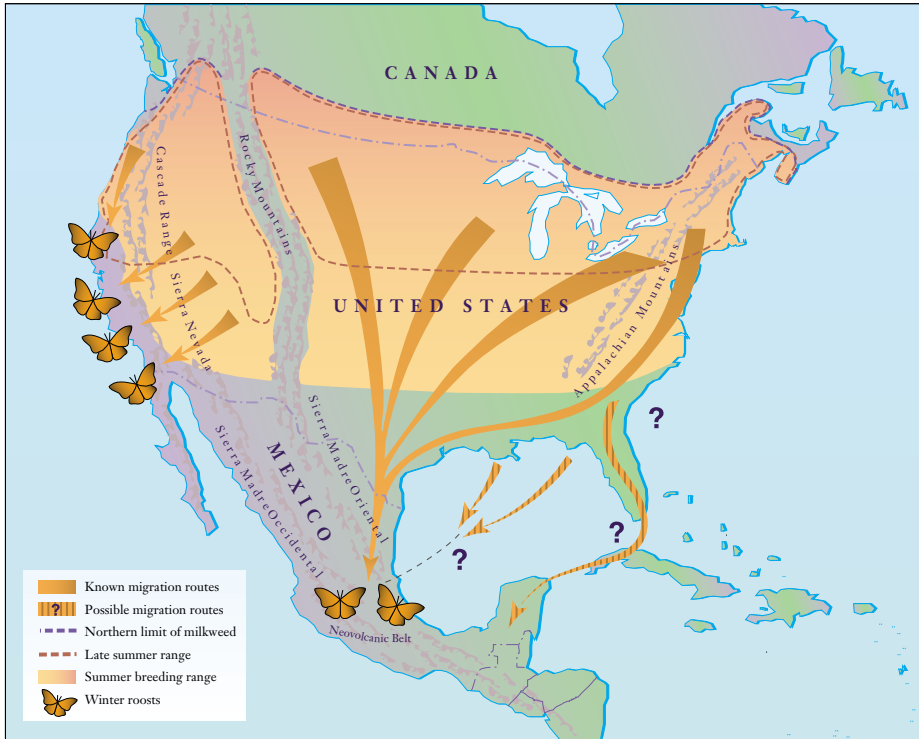 CANADA
Rocky Mountains
Cascade Range
Sierra Nevada
UNITED STATES
Appalachian Mountains
?
Sierra Madre Oriental
MEXICO
Sierra Madre Occidental
?
?
Neovolcanic Belt
Known migration routes
? Possible migration routes
Northern limit of milkweed
Late summer range
Summer breeding range
Winter roosts